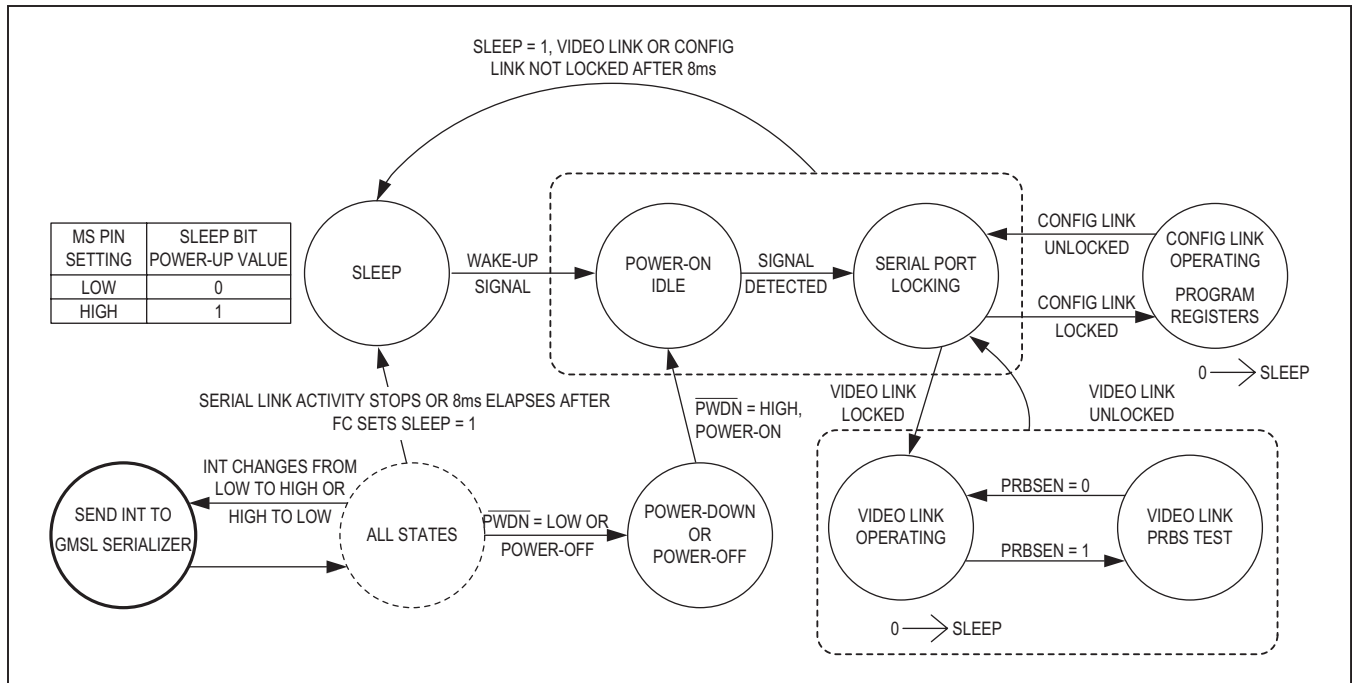 SLEEP = 1, VIDEO LINK OR CONFIG
LINK NOT LOCKED AFTER 8ms
MS PIN
SETTING
SLEEP BIT
POWER-UP VALUE
LOW
0
HIGH
1
SLEEP
WAKE-UP
SIGNAL
POWER-ON
IDLE
SIGNAL
DETECTED
SERIAL PORT
LOCKING
CONFIG LINK
UNLOCKED
CONFIG LINK
LOCKED
CONFIG LINK
OPERATING
PROGRAM
REGISTERS
0 → SLEEP
SERIAL LINK ACTIVITY STOPS OR 8ms ELAPSES AFTER
FC SETS SLEEP = 1
PWDN = HIGH,
POWER-ON
VIDEO LINK
LOCKED
VIDEO LINK
UNLOCKED
INT CHANGES FROM
LOW TO HIGH OR
HIGH TO LOW
SEND INT TO
GMSL SERIALIZER
ALL STATES
PWDN = LOW OR
POWER-OFF
POWER-DOWN
OR
POWER-OFF
VIDEO LINK
OPERATING
PRBSEN = 0
PRBSEN = 1
VIDEO LINK
PRBS TEST
0 → SLEEP